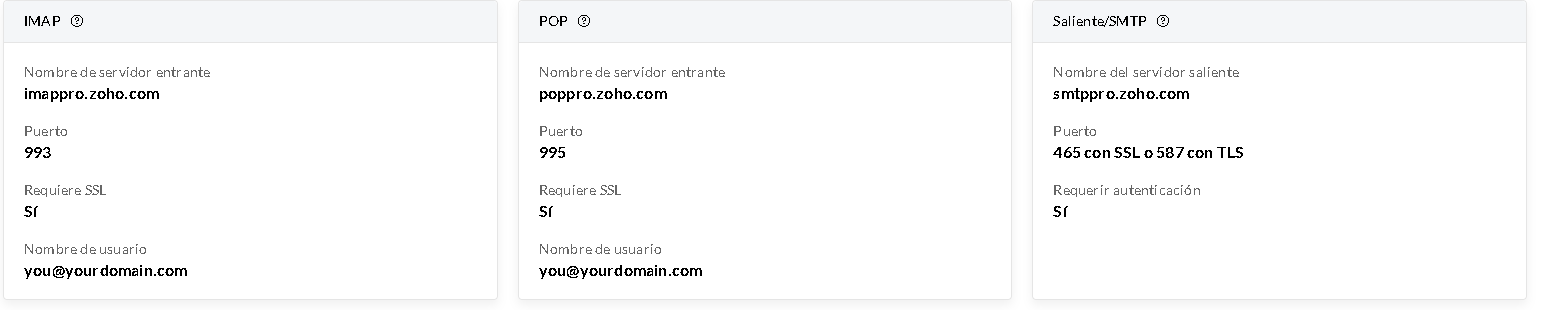 IMAP
Nombre de servidor entrante
imappro.zoho.com
Puerto
993
Requiere SSL
Sí
Nombre de usuario
you@yourdomain.com
POP
Nombre de servidor entrante
poppro.zoho.com
Puerto
995
Requiere SSL
Sí
Nombre de usuario
you@yourdomain.com
Saliente/SMTP
Nombre del servidor saliente
smtppro.zoho.com
Puerto
465 con SSL o 587 con TLS
Requerir autenticación
Sí